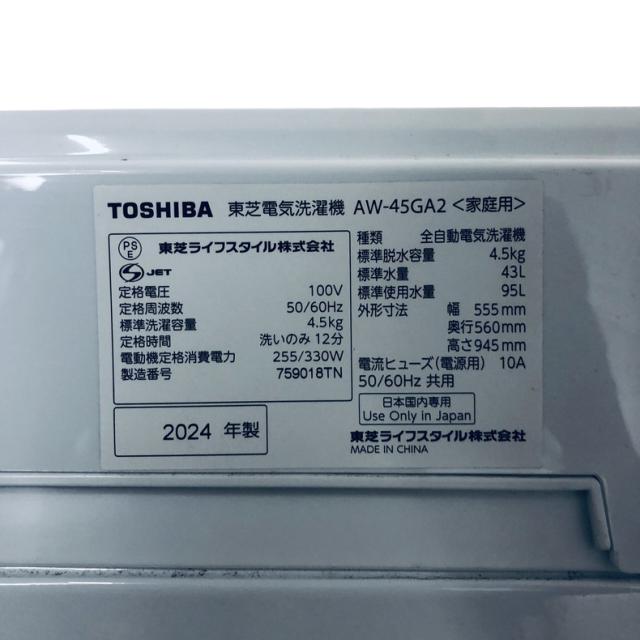 TOSHIBA 東芝電気洗濯機 AW-45GA2 <家庭用>
PS
E
東芝ライフスタイル株式会社
S JET
定格電圧 100V
定格周波数 50/60Hz
標準洗濯容量 4.5kg
定格時間 洗いのみ 12分
電動機定格消費電力 255/330W
製造番号 759018TN
2024 年製
種類 全自動電気洗濯機
標準脱水容量 4.5kg
標準水量 43L
標準使用水量 95L
外形寸法 幅 555mm
奥行560mm
高さ945mm
電流ヒューズ(電源用) 10A
50/60Hz 共用
日本国内専用
Use Only in Japan
東芝ライフスタイル株式会社
MADE IN CHINA